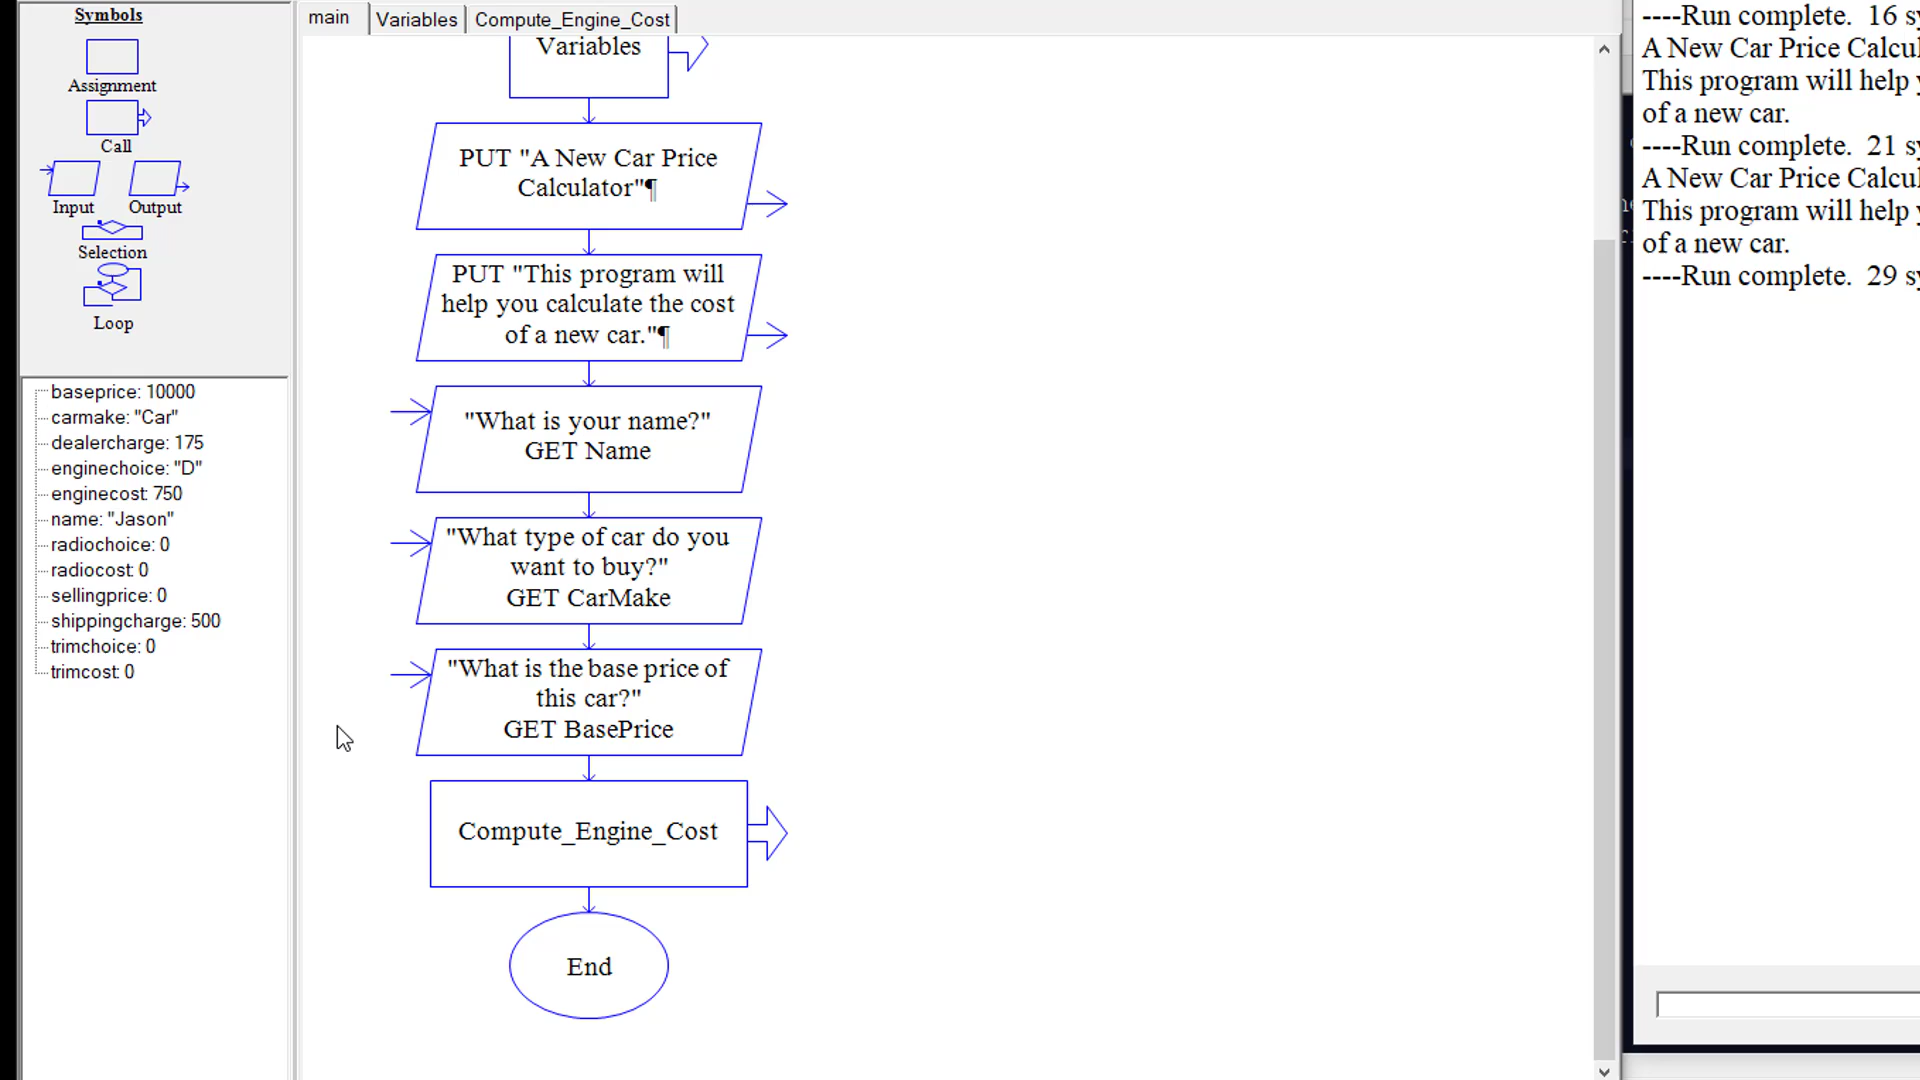 Symbols
Assignment
Call
Input Output
Selection
Loop
baseprice: 10000
carmake: "Car"
dealercharge: 175
enginechoice: "D"
enginecost: 750
name: "Jason"
radiochoice: 0
radiocost: 0
sellingprice: 0
shippingcharge: 500
trimchoice: 0
trimcost: 0
main Variables Compute_Engine_Cost
Variables
PUT "A New Car Price
Calculator"¶
PUT "This program will
help you calculate the cost
of a new car."¶
"What is your name?"
GET Name
"What type of car do you
want to buy?"
GET CarMake
"What is the base price of
this car?"
GET BasePrice
Compute_Engine_Cost
End
----Run complete. 16 sy
A New Car Price Calcul
This program will help y
of a new car.
----Run complete. 21 sy
A New Car Price Calcul
This program will help y
of a new car.
----Run complete. 29 sy